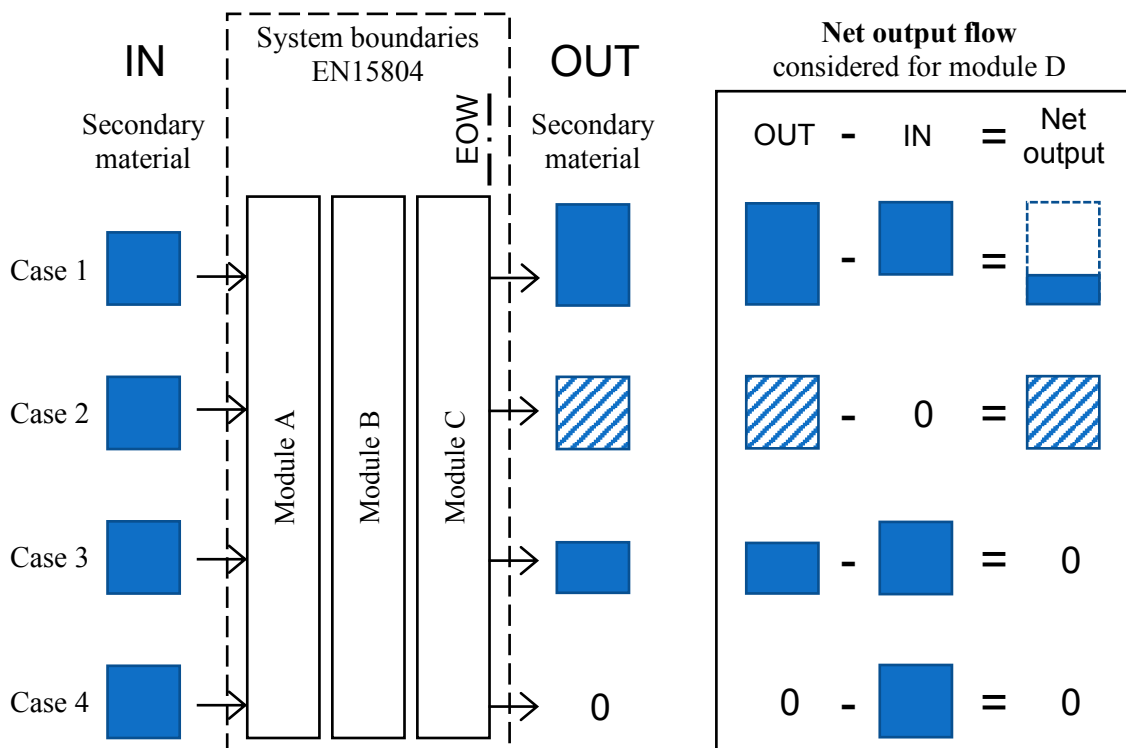 IN
Secondary
material
System boundaries
EN15804
EOW
OUT
Secondary
material
Net output flow
considered for module D
OUT - IN = Net
output
Case 1
- =
Case 2
- 0 =
Module A
Module B
Module C
Case 3
- = 0
Case 4
0
0 - = 0